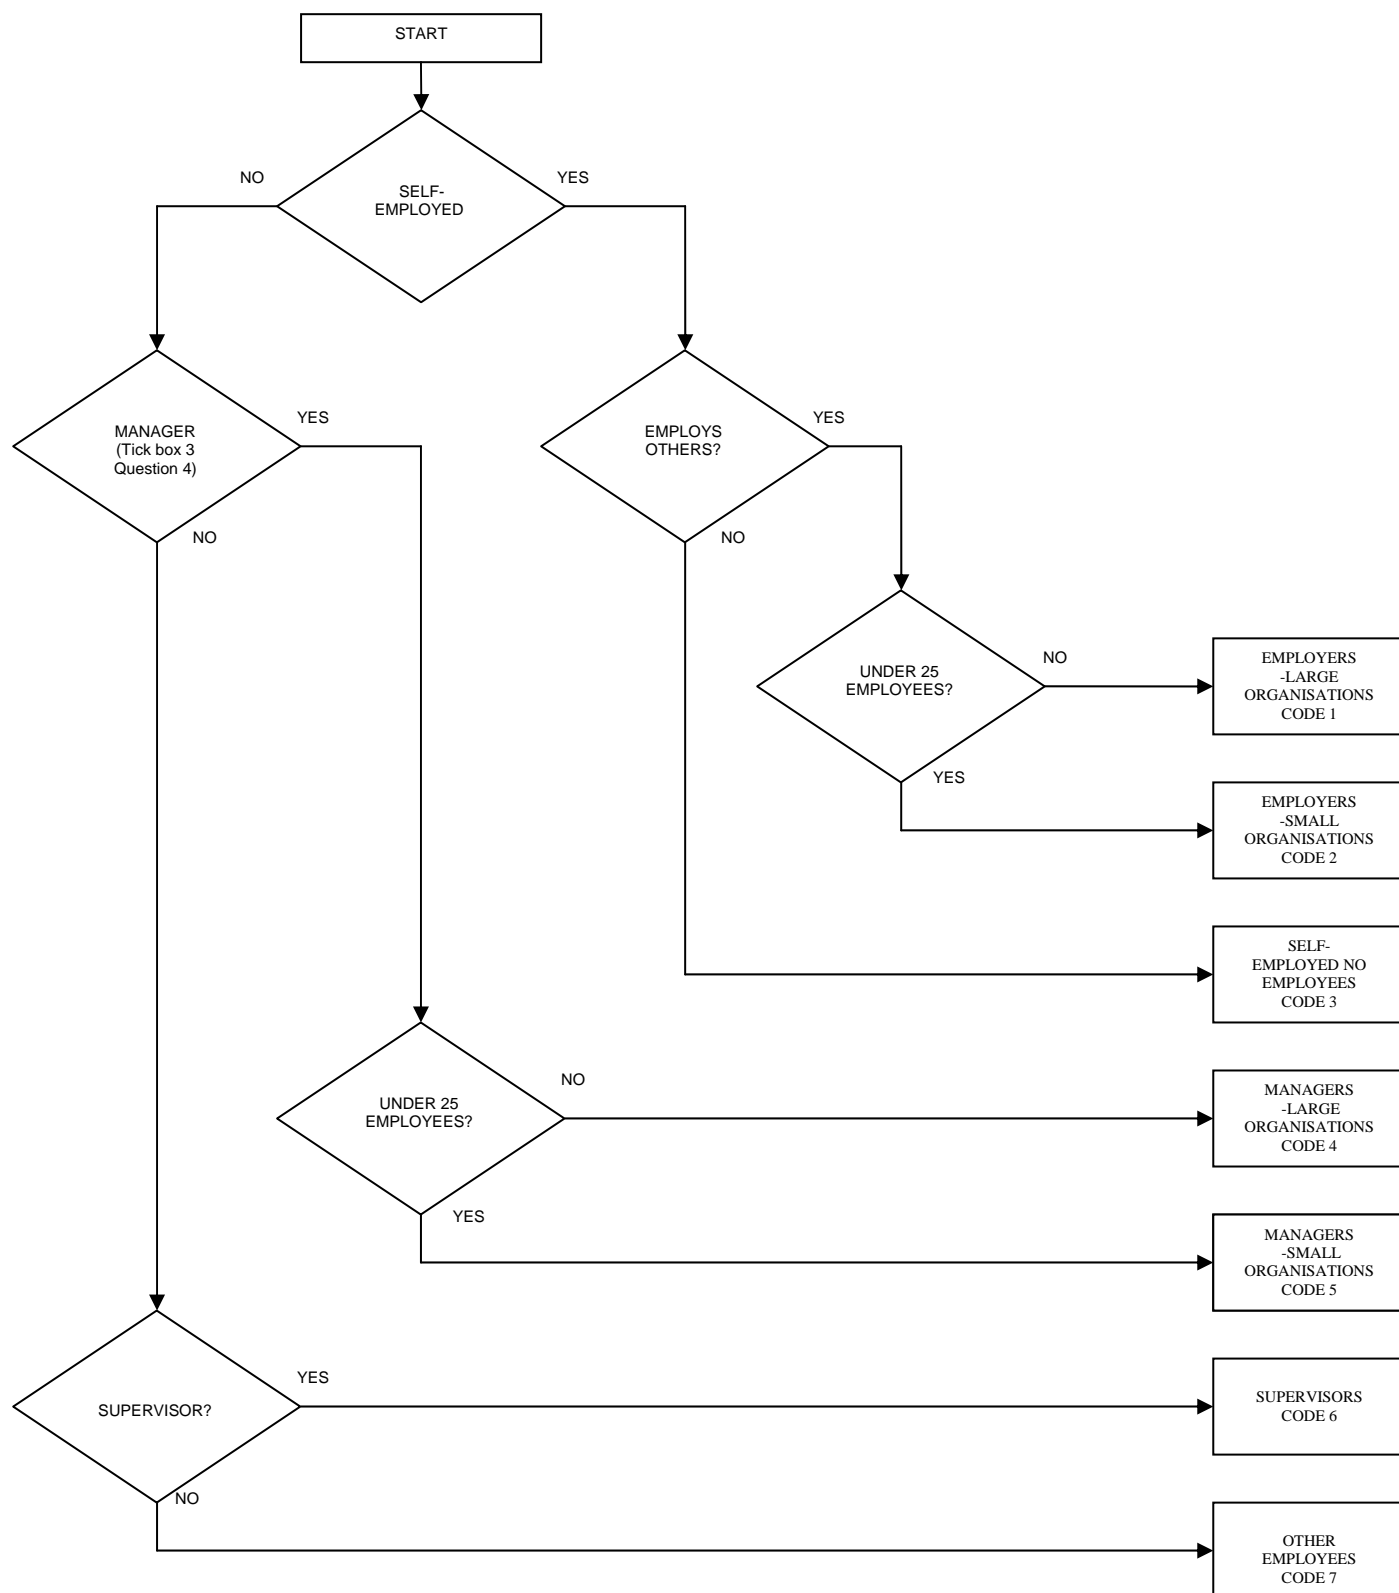 START
NO
YES
SELF-
EMPLOYED
YES
YES
MANAGER
(Tick box 3
Question 4)
EMPLOYS
OTHERS?
NO
NO
UNDER 25
EMPLOYEES?
NO
EMPLOYERS
-LARGE
ORGANISATIONS
CODE 1
YES
EMPLOYERS
-SMALL
ORGANISATIONS
CODE 2
SELF-
EMPLOYED NO
EMPLOYEES
CODE 3
UNDER 25
EMPLOYEES?
NO
MANAGERS
-LARGE
ORGANISATIONS
CODE 4
YES
MANAGERS
-SMALL
ORGANISATIONS
CODE 5
SUPERVISOR?
YES
SUPERVISORS
CODE 6
NO
OTHER
EMPLOYEES
CODE 7